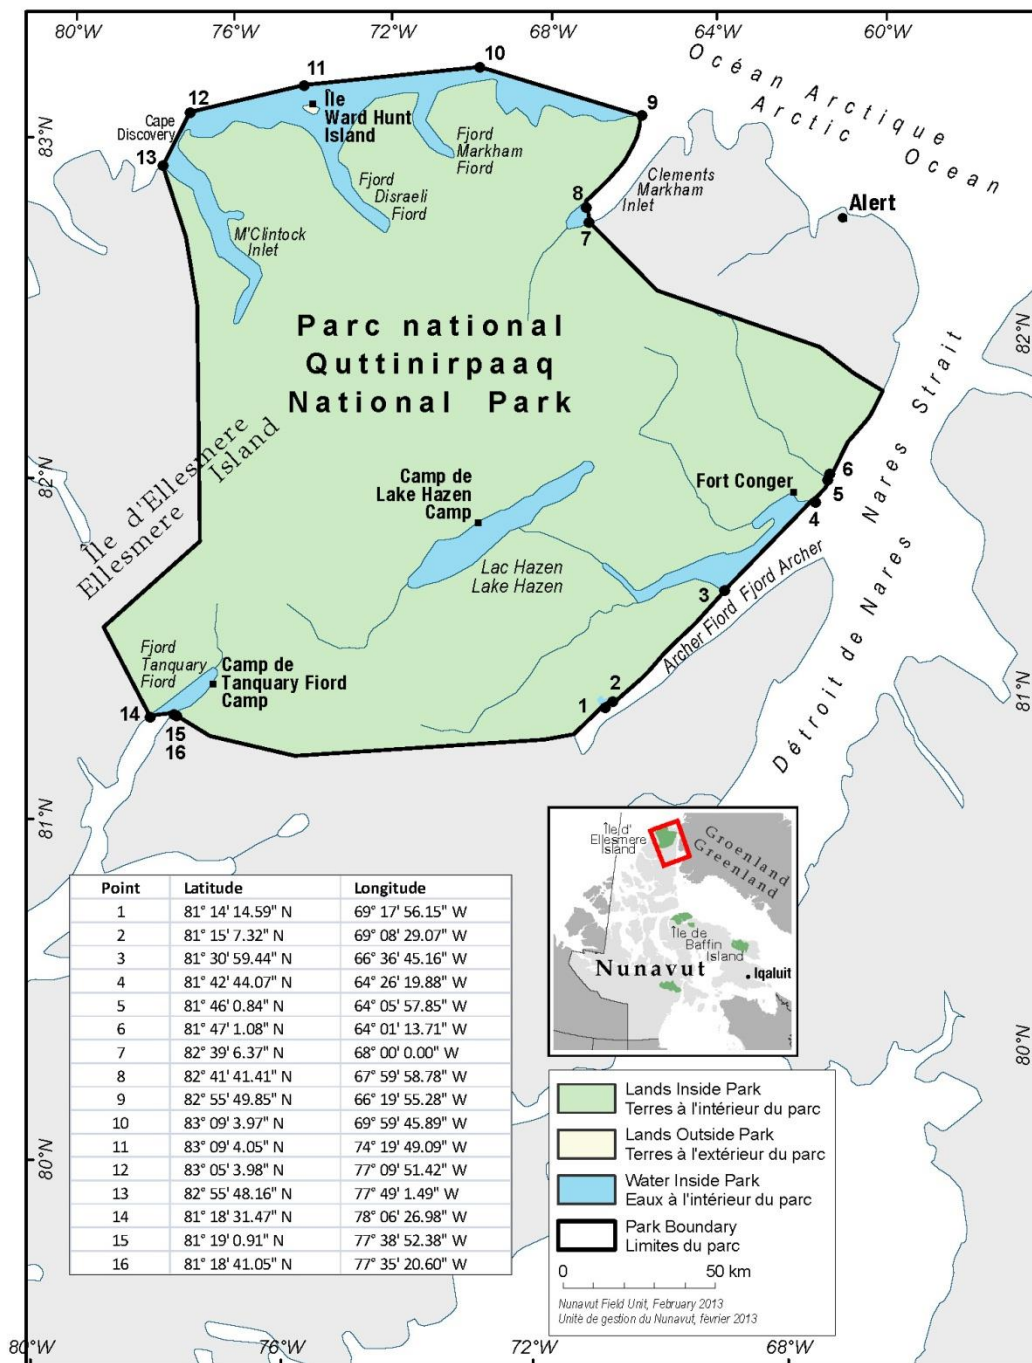 80°W
76°W
72°W
68°W
64°W
60°W
Océan Arctique
Arctic Ocean
10
11
12
9
Île
Ward Hunt
Island
Cape
Discovery
83°N
13
Fjord
Markham
Fiord
Clements
Markham
Inlet
Fjord
Disraeli
Fiord
8
7
Alert
M'Clintock
Inlet
Parc national
Quttinirpaaq
National Park
82°N
82°N
Île d'Ellesmere
Ellesmere Island
Détroit de Nares Nares Strait
Camp de
Lake Hazen
Camp
Fort Conger
6
5
4
Lac Hazen
Lake Hazen
3
Archer Fiord Fjord Archer
Fjord
Tanquary
Fiord
Camp de
Tanquary Fiord
Camp
81°N
2
1
14
15
16
81°N
Île d'
Ellesmere
Island
Groenland
Greenland
Île de
Baffin
Island
Nunavut
Iqaluit
80°N
80°N
Point Latitude Longitude
1 81° 14' 14.59" N 69° 17' 56.15" W
2 81° 15' 7.32" N 69° 08' 29.07" W
3 81° 30' 59.44" N 66° 36' 45.16" W
4 81° 42' 44.07" N 64° 26' 19.88" W
5 81° 46' 0.84" N 64° 05' 57.85" W
6 81° 47' 1.08" N 64° 01' 13.71" W
7 82° 39' 6.37" N 68° 00' 0.00" W
8 82° 41' 41.41" N 67° 59' 58.78" W
9 82° 55' 49.85" N 66° 19' 55.28" W
10 83° 09' 3.97" N 69° 59' 45.89" W
11 83° 09' 4.05" N 74° 19' 49.09" W
12 83° 05' 3.98" N 77° 09' 51.42" W
13 82° 55' 48.16" N 77° 49' 1.49" W
14 81° 18' 31.47" N 78° 06' 26.98" W
15 81° 19' 0.91" N 77° 38' 52.38" W
16 81° 18' 41.05" N 77° 35' 20.60" W
Lands Inside Park
Terres à l'intérieur du parc
Lands Outside Park
Terres à l'extérieur du parc
Water Inside Park
Eaux à l'intérieur du parc
Park Boundary
Limites du parc
0 50 km
Nunavut Field Unit, February 2013
Unité de gestion du Nunavut, février 2013
80°W
76°W
72°W
68°W